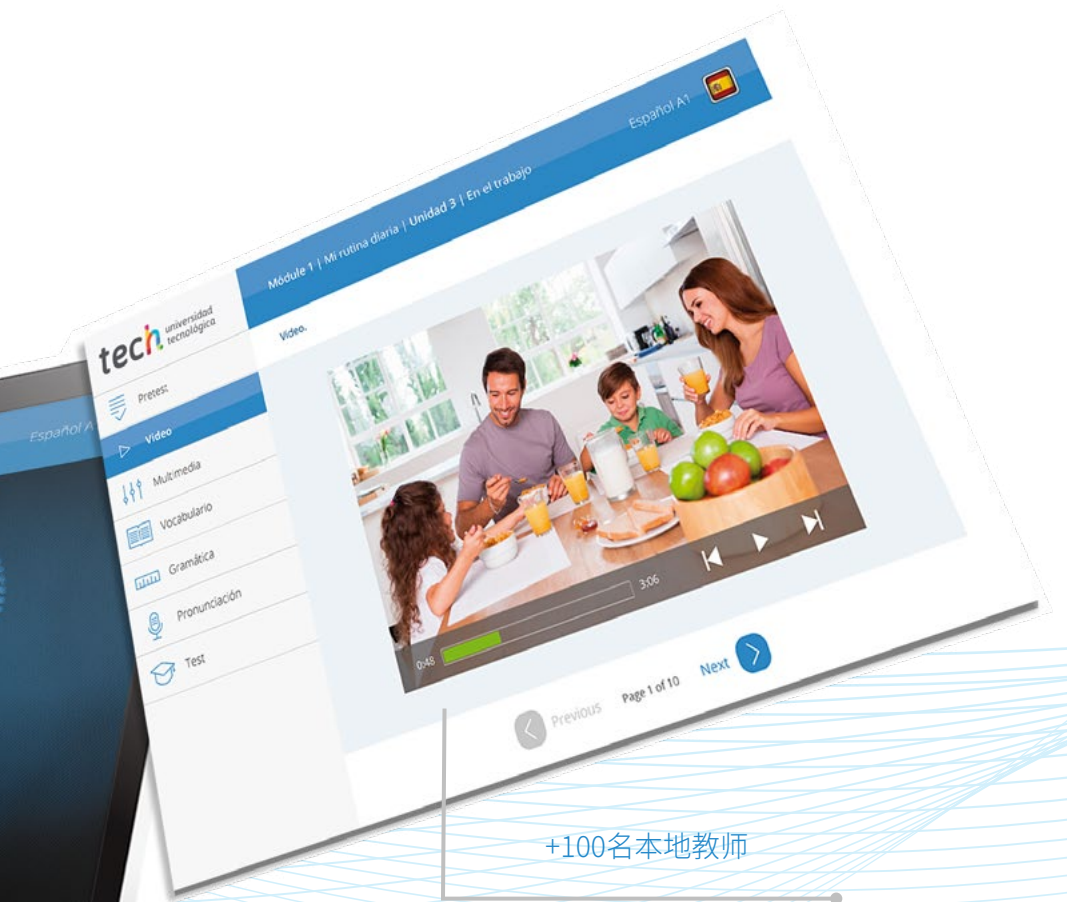 Español A1
Módule 1 | Mi rutina diaria | Unidad 3 | En el trabajo
tech universidad
tecnológica
Video.
Pretest
Video
Multimedia
Vocabulario
Gramática
Pronunciación
Test
Español A
0:48
3:06
Previous
Page 1 of 10
Next
+100名本地教师